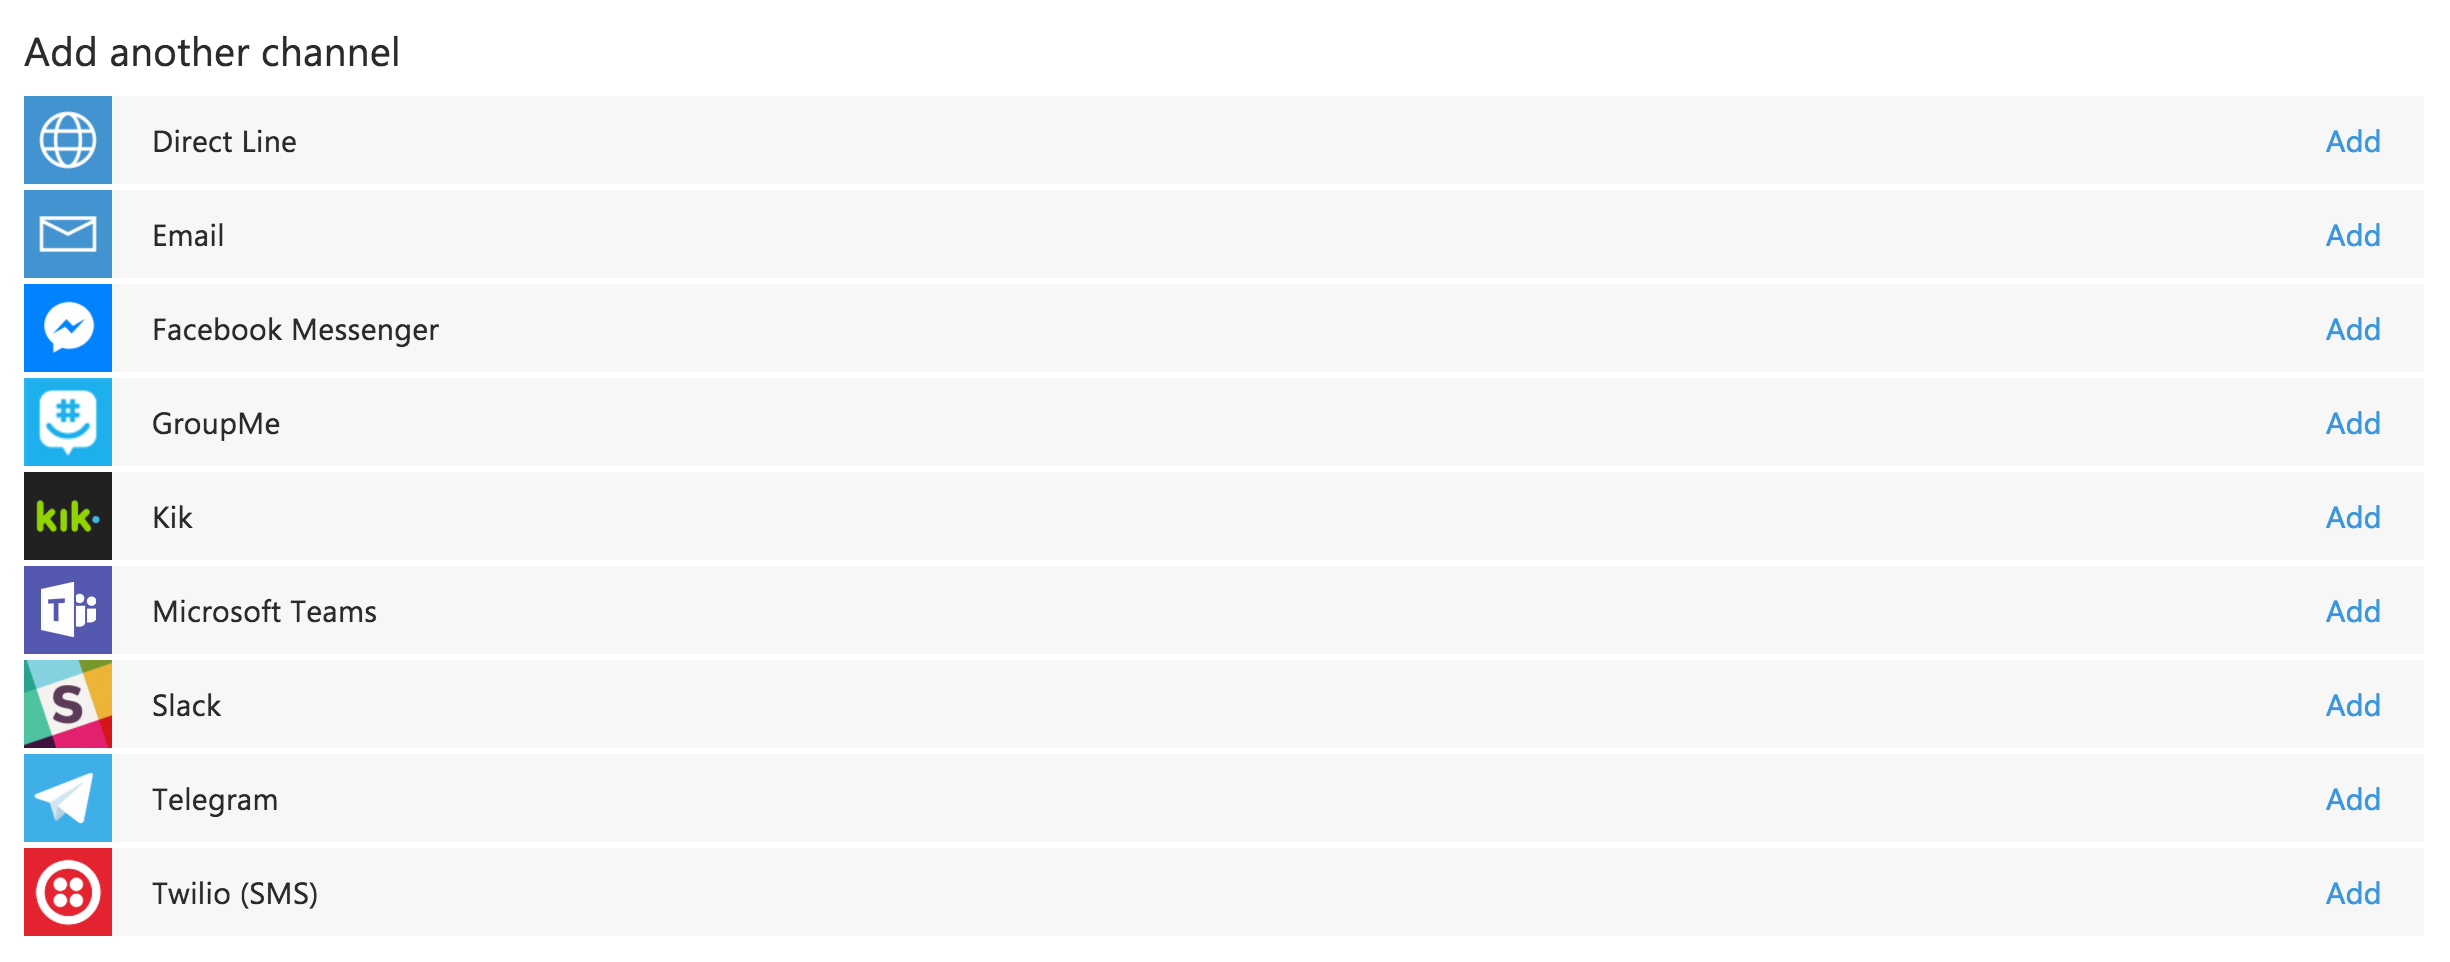 Add another channel
Direct Line Add
Email Add
Facebook Messenger Add
# GroupMe Add
kik. Kik Add
T Microsoft Teams Add
S Slack Add
Telegram Add
Twilio (SMS) Add